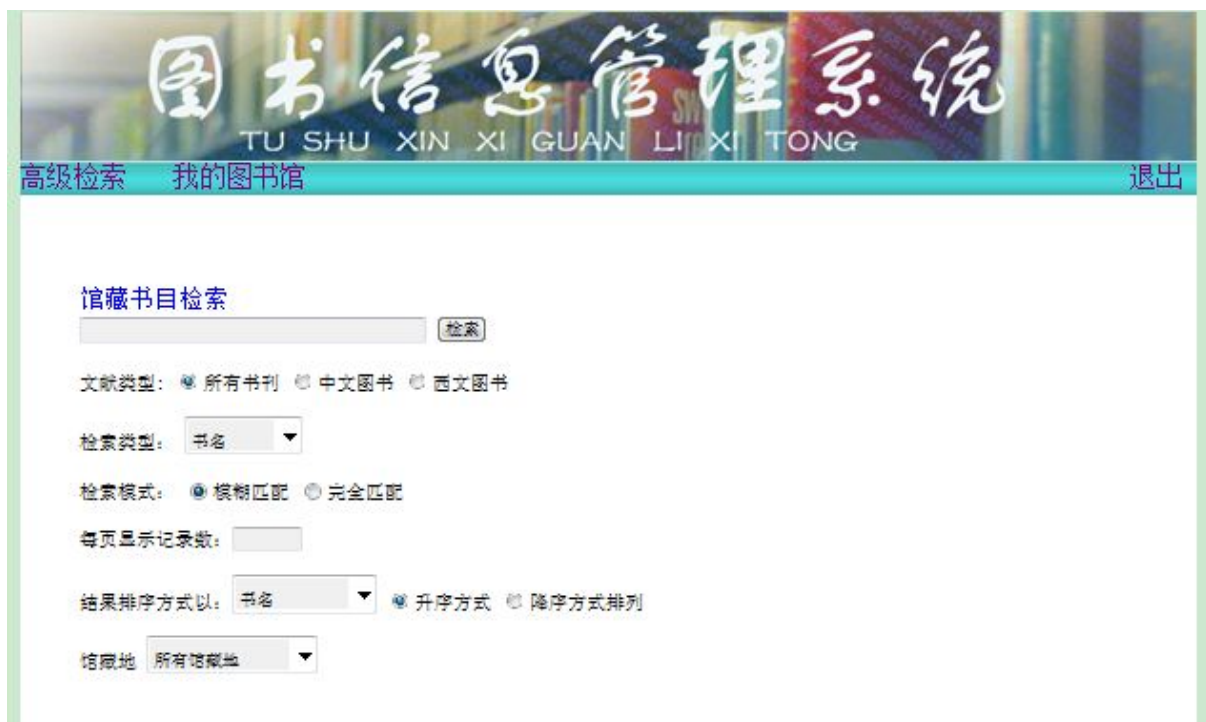 图书信息管理系统
TU SHU XIN XI GUAN LI XI TONG
高级检索 我的图书馆 退出
馆藏书目检索
检索
文献类型： 所有书刊 中文图书 西文图书
检索类型： 书名
检索模式： 模糊匹配 完全匹配
每页显示记录数：
结果排序方式以： 书名 升序方式 降序方式排列
馆藏地 所有馆藏地